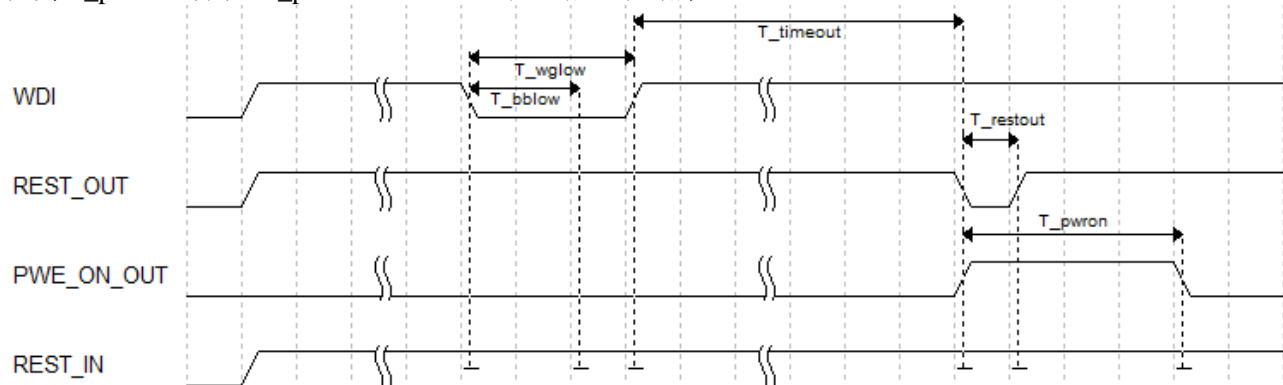 T_timeout
T_wglow
WDI
T_bblow
T_restout
REST_OUT
T_pwron
PWE_ON_OUT
REST_IN